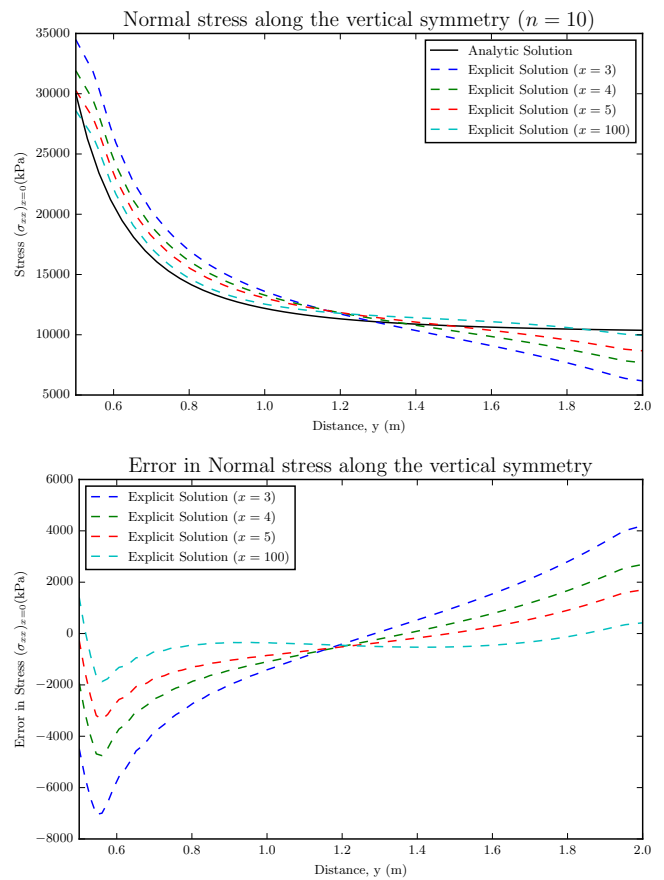 Normal stress along the vertical symmetry (n = 10)
35000
30000
25000
20000
15000
10000
5000
Stress (σxx)x=0(kPa)
Analytic Solution
Explicit Solution (x = 3)
Explicit Solution (x = 4)
Explicit Solution (x = 5)
Explicit Solution (x = 100)
0.6 0.8 1.0 1.2 1.4 1.6 1.8 2.0
Distance, y (m)
Error in Normal stress along the vertical symmetry
6000
4000
2000
0
−2000
−4000
−6000
−8000
Error in Stress (σxx)x=0(kPa)
Explicit Solution (x = 3)
Explicit Solution (x = 4)
Explicit Solution (x = 5)
Explicit Solution (x = 100)
0.6 0.8 1.0 1.2 1.4 1.6 1.8 2.0
Distance, y (m)